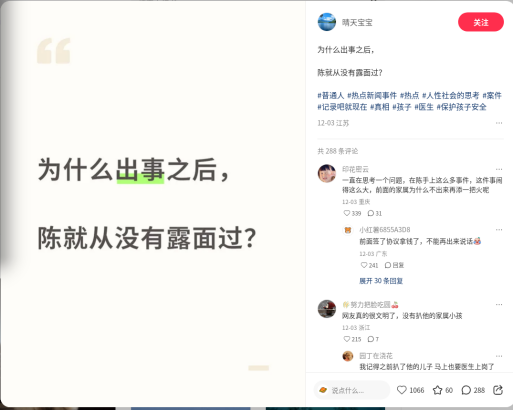 为什么出事之后，
陈就从没有露面过？
晴天宝宝
关注
为什么出事之后，
陈就从没有露面过？
#普通人 #热点新闻事件 #热点 #人性社会的思考 #案件
#记录吧就现在 #真相 #孩子 #医生 #保护孩子安全
12-03 江苏
共 288 条评论
印花密云
一直在思考一个问题，在陈手上这么多事件，这件事闹
得这么大，前面的家属为什么不出来再添一把火呢
12-03 重庆
339 31
小红薯6855A3D8
前面签了协议拿钱了，不能再出来说话
12-03 广东
241 回复
展开 30 条回复
努力把脸吃圆
网友真的很文明了，没有扒他的家属小孩
12-03 浙江
215 7
园丁在浇花
我记得之前扒了他的儿子 马上也要医生上岗了
说点什么...
1066 60 288